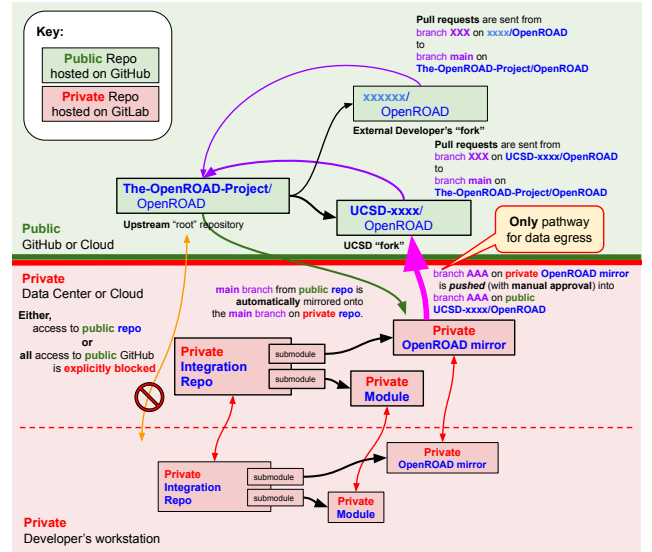 Key:
Public Repo
hosted on GitHub
Private Repo
hosted on GitLab
Pull requests are sent from
branch XXX on xxxx/OpenROAD
to
branch main on
The-OpenROAD-Project/OpenROAD
xxxxxx/
OpenROAD
External Developer's “fork”
Pull requests are sent from
branch XXX on UCSD-xxxx/OpenROAD
to
branch main on
The-OpenROAD-Project/OpenROAD
The-OpenROAD-Project/
OpenROAD
Upstream “root” repository
UCSD-xxxx/
OpenROAD
UCSD “fork”
Only pathway
for data egress
Public
GitHub or Cloud
Private
Data Center or Cloud
Either,
access to public repo
or
all access to public GitHub
is explicitly blocked
main branch from public repo is
automatically mirrored onto
the main branch on private repo.
branch AAA on private OpenROAD mirror
is pushed (with manual approval) into
branch AAA on public
UCSD-xxxx/OpenROAD
Private
OpenROAD mirror
Private
Integration
Repo
submodule
submodule
Private
Module
Private
OpenROAD mirror
Private
Integration
Repo
submodule
submodule
Private
Module
Private
Developer's workstation